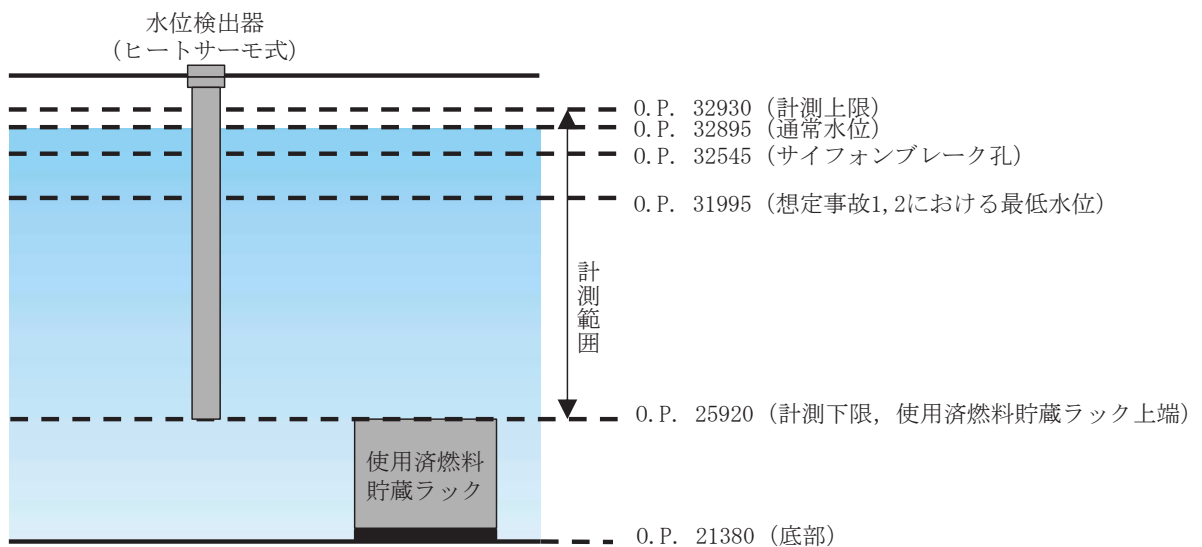 水位検出器
（ヒートサーモ式）
O.P. 32930（計測上限）
O.P. 32895（通常水位）
O.P. 32545（サイフォンブレーク孔）
O.P. 31995（想定事故1,2における最低水位）
計測範囲
O.P. 25920（計測下限，使用済燃料貯蔵ラック上端）
使用済燃料
貯蔵ラック
O.P. 21380（底部）